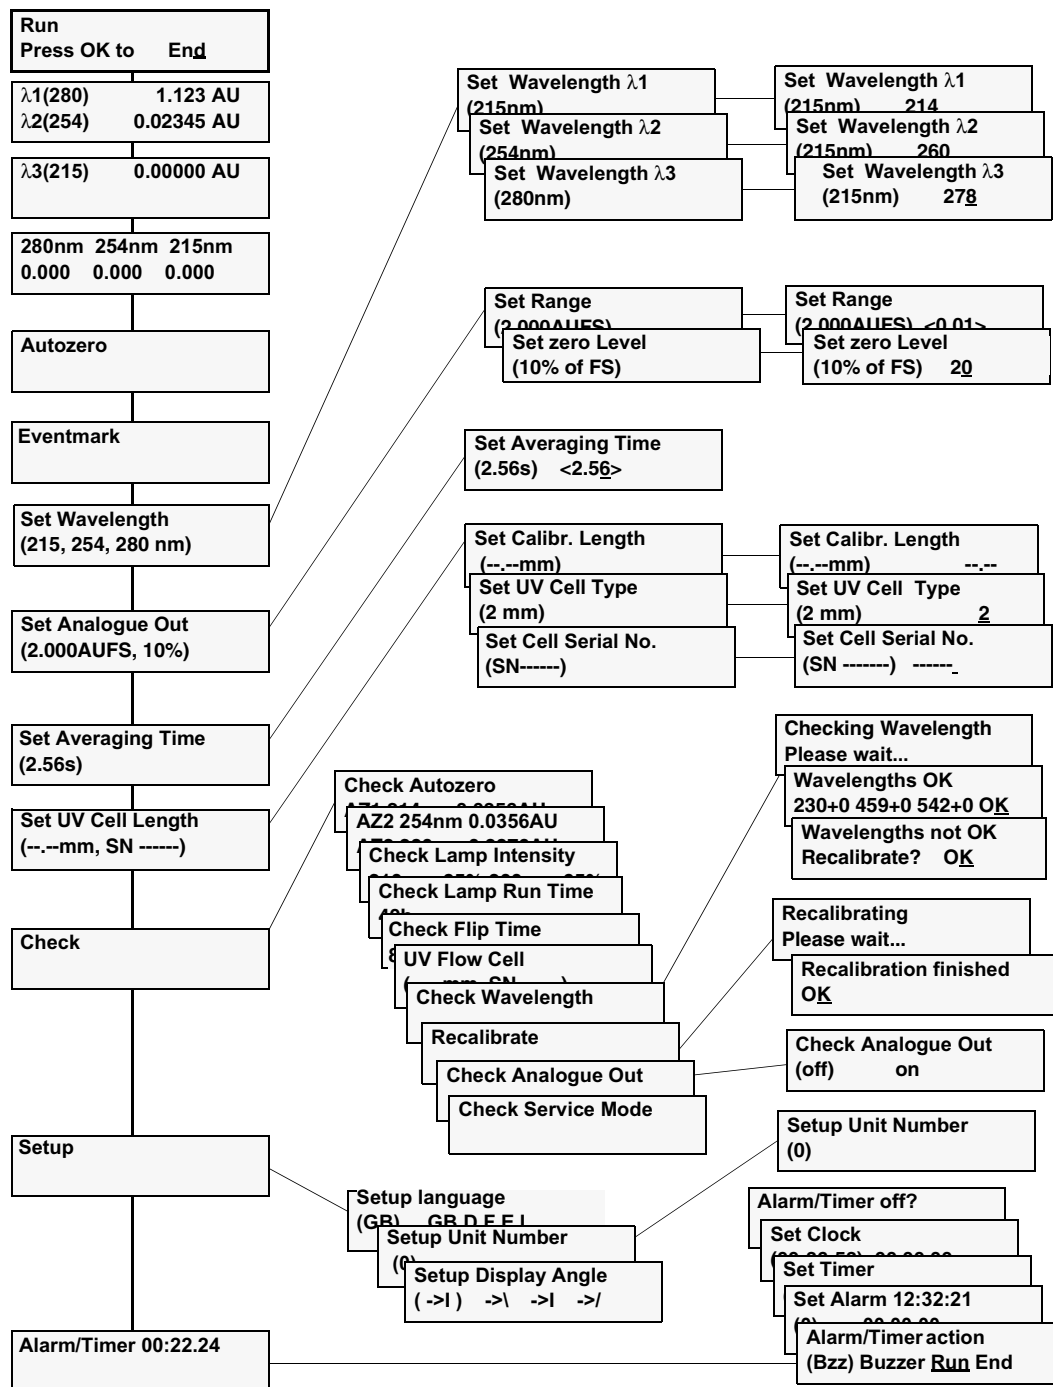 Run
Press OK to End
λ1(280) 1.123 AU
λ2(254) 0.02345 AU
λ3(215) 0.00000 AU
280nm 254nm 215nm
0.000 0.000 0.000
Autozero
Eventmark
Set Wavelength
(215, 254, 280 nm)
Set Analogue Out
(2.000AUFS, 10%)
Set Averaging Time
(2.56s)
Set UV Cell Length
(--.--mm, SN ------)
Check
Setup
Alarm/Timer 00:22.24
Set Wavelength λ1
(215nm)
Set Wavelength λ2
(254nm)
Set Wavelength λ3
(280nm)
Set Wavelength λ1
(215nm) 214
Set Wavelength λ2
(215nm) 260
Set Wavelength λ3
(215nm) 278
Set Range
(2.000AUFS)
Set zero Level
(10% of FS)
Set Range
(2.000AUFS) <0.01>
Set zero Level
(10% of FS) 20
Set Averaging Time
(2.56s) <2.56>
Set Calibr. Length
(--.--mm)
Set UV Cell Type
(2 mm)
Set Cell Serial No.
(SN------)
Set Calibr. Length
(--.--mm) --.--
Set UV Cell Type
(2 mm) 2
Set Cell Serial No.
(SN -------) ------_
Check Autozero
AZ2 254nm 0.0356AU
Check Lamp Intensity
Check Lamp Run Time
Check Flip Time
UV Flow Cell
Check Wavelength
Recalibrate
Check Analogue Out
Check Service Mode
Checking Wavelength
Please wait...
Wavelengths OK
230+0 459+0 542+0 OK
Wavelengths not OK
Recalibrate? OK
Recalibrating
Please wait...
Recalibration finished
OK
Check Analogue Out
(off) on
Setup language
(GB) GB D F E I
Setup Unit Number
(0)
Setup Display Angle
( ->I ) ->\ ->I ->/
Setup Unit Number
(0)
Alarm/Timer off?
Set Clock
Set Timer
Set Alarm 12:32:21
Alarm/Timer action
(Bzz) Buzzer Run End